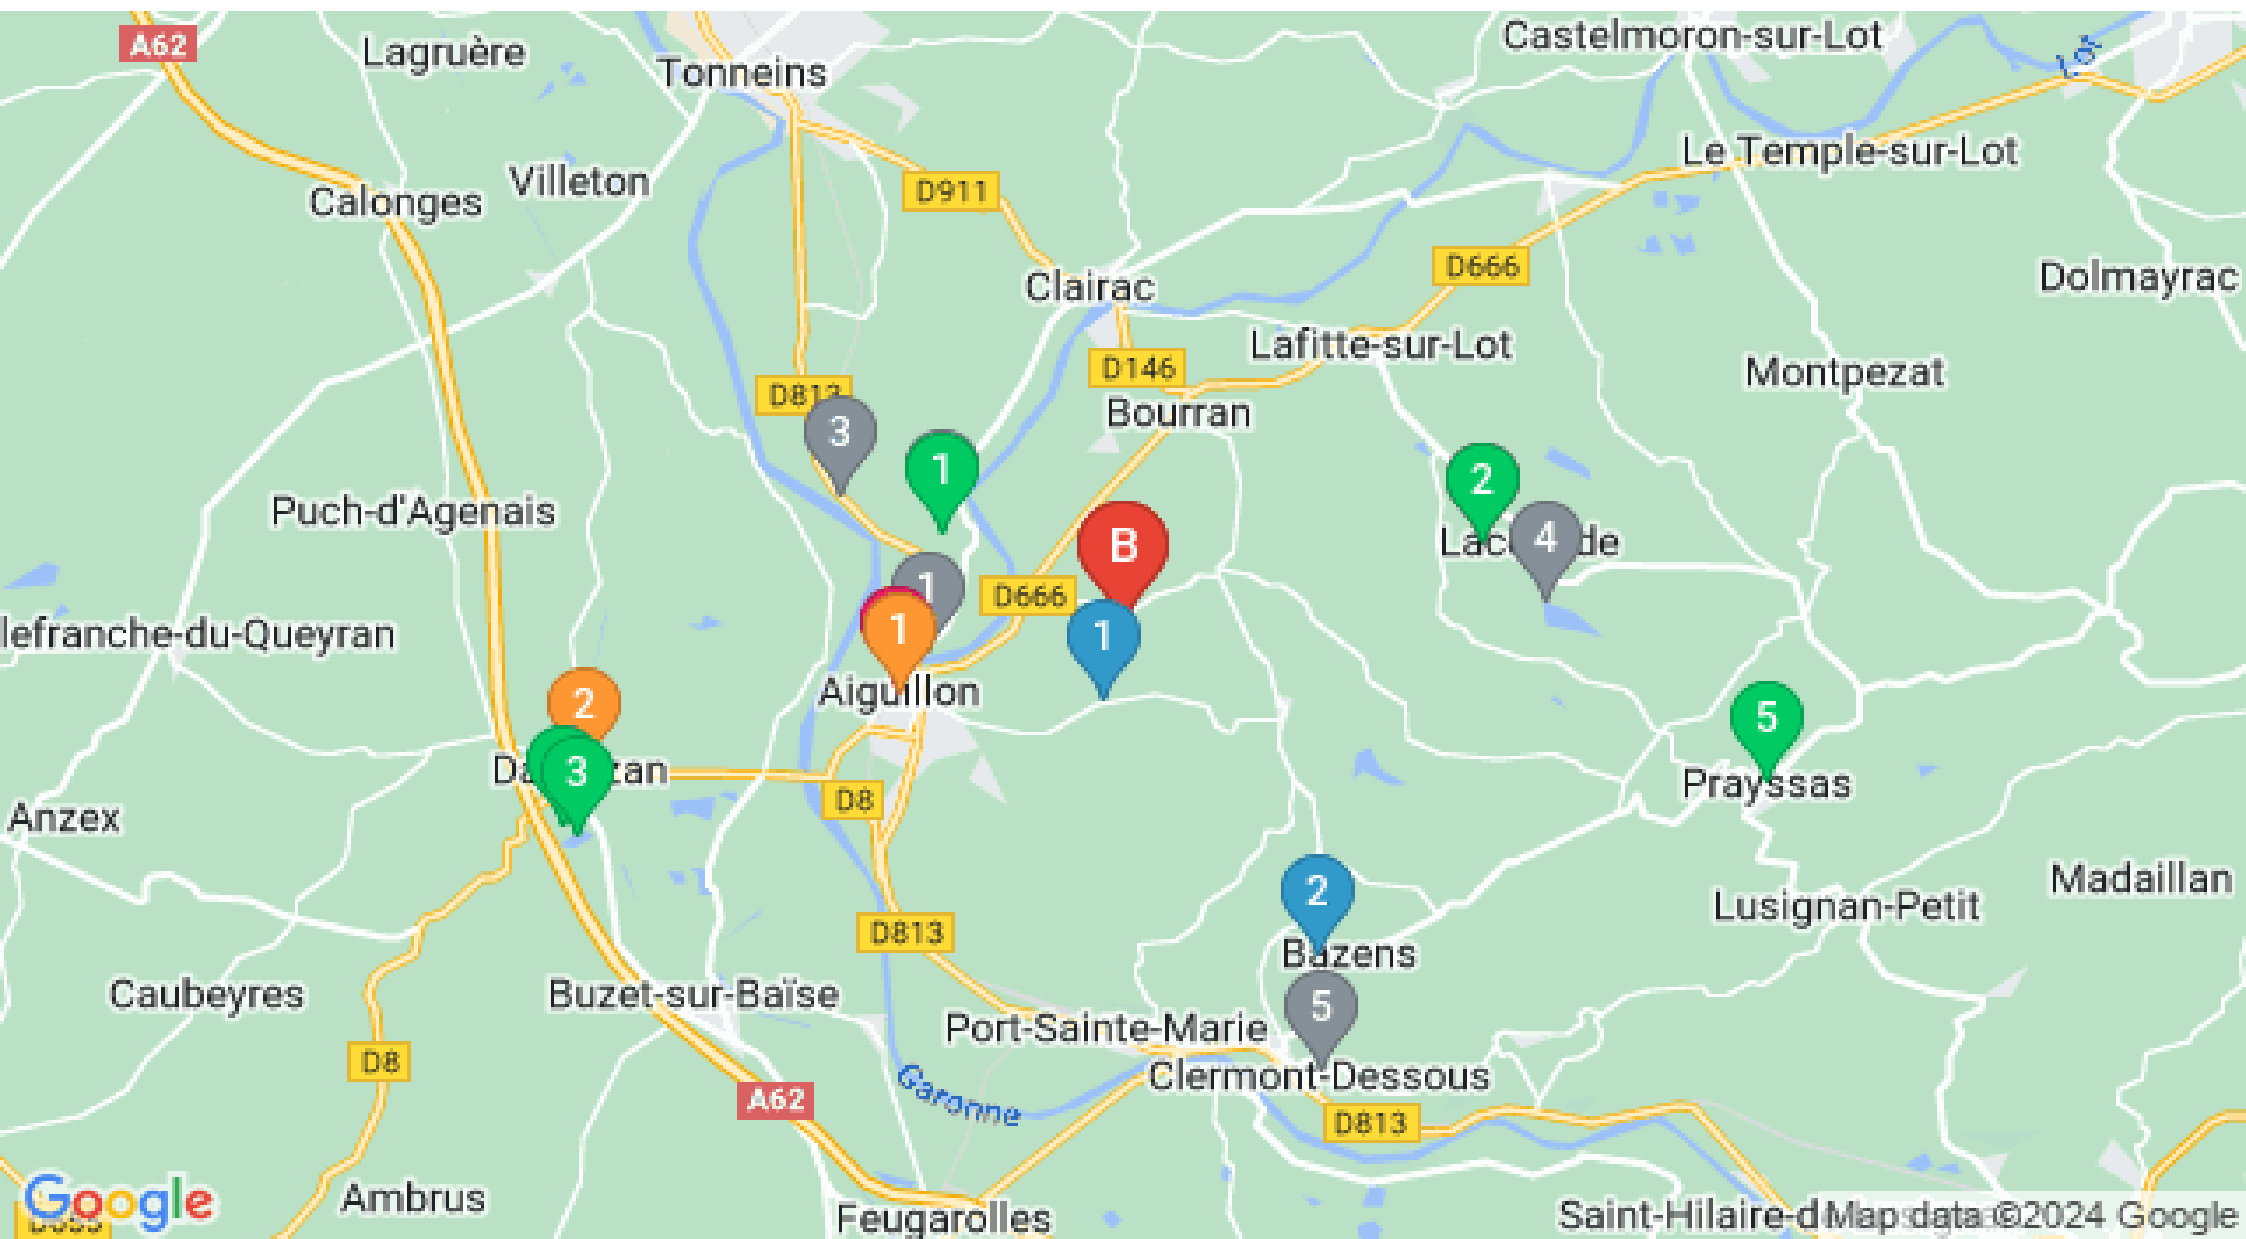 A62
Lagruère
Castelmoron-sur-Lot
Lot
Tonneins
Le Temple-sur-Lot
Villeton
D911
Calonges
D666
Dolmayrac
Clairac
Lafitte-sur-Lot
D146
Montpezat
D813
Bourran
3
1
2
Puch-d'Agenais
B
4
1
D666
lefranche-du-Queyran
1
1
Aiguillon
2
5
3
Prayssas
D8
Anzex
Madaillan
2
Lusignan-Petit
D813
Bazens
Caubeyres
Buzet-sur-Baïse
5
Port-Sainte-Marie
D8
Clermont-Dessous
Garonne
A62
D813
Google
Ambrus
Feugarolles
Saint-Hilaire-d
Map data ©2024 Google